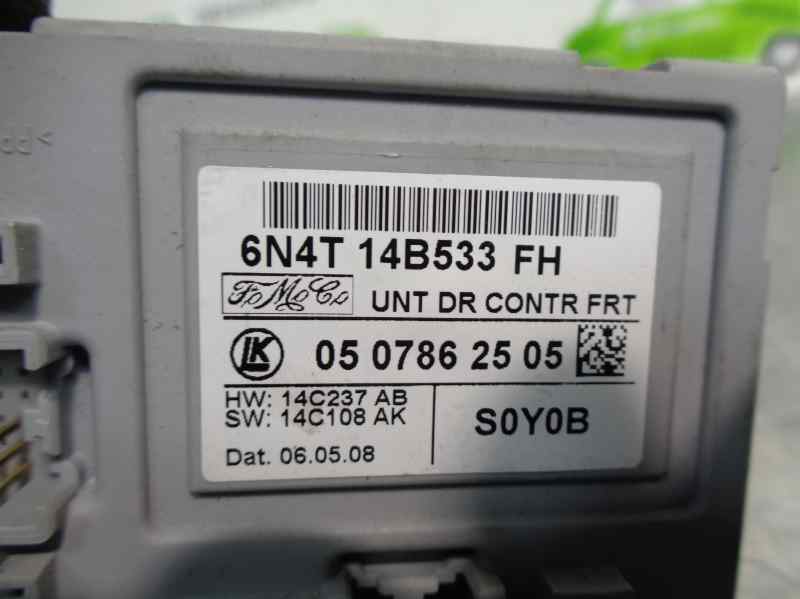 6N4T 14B533 FH
FoMoCo
UNT DR CONTR FRT
LK
05 0786 25 05
HW: 14C237 AB
SW: 14C108 AK
S0Y0B
Dat. 06.05.08